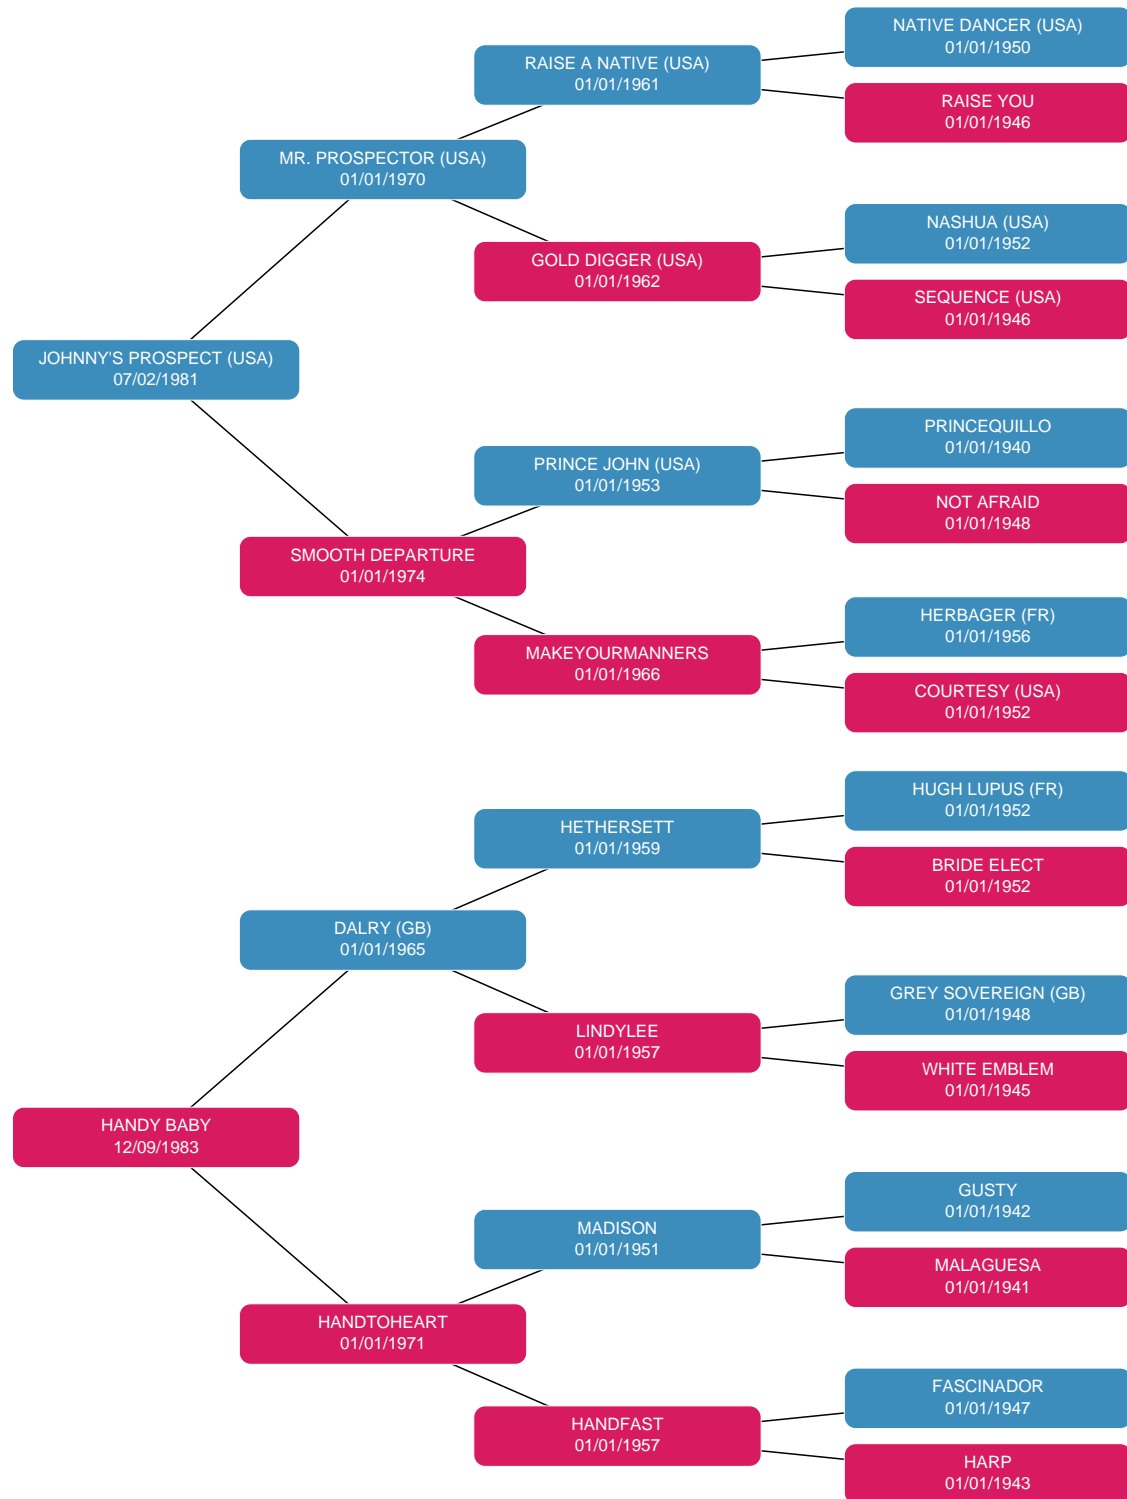 NATIVE DANCER (USA)
01/01/1950
RAISE A NATIVE (USA)
01/01/1961
RAISE YOU
01/01/1946
MR. PROSPECTOR (USA)
01/01/1970
NASHUA (USA)
01/01/1952
GOLD DIGGER (USA)
01/01/1962
SEQUENCE (USA)
01/01/1946
JOHNNY'S PROSPECT (USA)
07/02/1981
PRINCEQUILLO
01/01/1940
PRINCE JOHN (USA)
01/01/1953
NOT AFRAID
01/01/1948
SMOOTH DEPARTURE
01/01/1974
HERBAGER (FR)
01/01/1956
MAKEYOURMANNERS
01/01/1966
COURTESY (USA)
01/01/1952
HUGH LUPUS (FR)
01/01/1952
HETHERSETT
01/01/1959
BRIDE ELECT
01/01/1952
DALRY (GB)
01/01/1965
GREY SOVEREIGN (GB)
01/01/1948
LINDYLEE
01/01/1957
WHITE EMBLEM
01/01/1945
HANDY BABY
12/09/1983
GUSTY
01/01/1942
MADISON
01/01/1951
MALAGUESA
01/01/1941
HANDTOHEART
01/01/1971
FASCINADOR
01/01/1947
HANDFAST
01/01/1957
HARP
01/01/1943